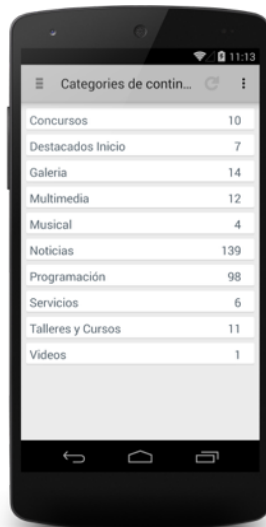 11:13
Categories de contin...
Concursos 10
Destacados Inicio 7
Galeria 14
Multimedia 12
Musical 4
Noticias 139
Programación 98
Servicios 6
Talleres y Cursos 11
Videos 1